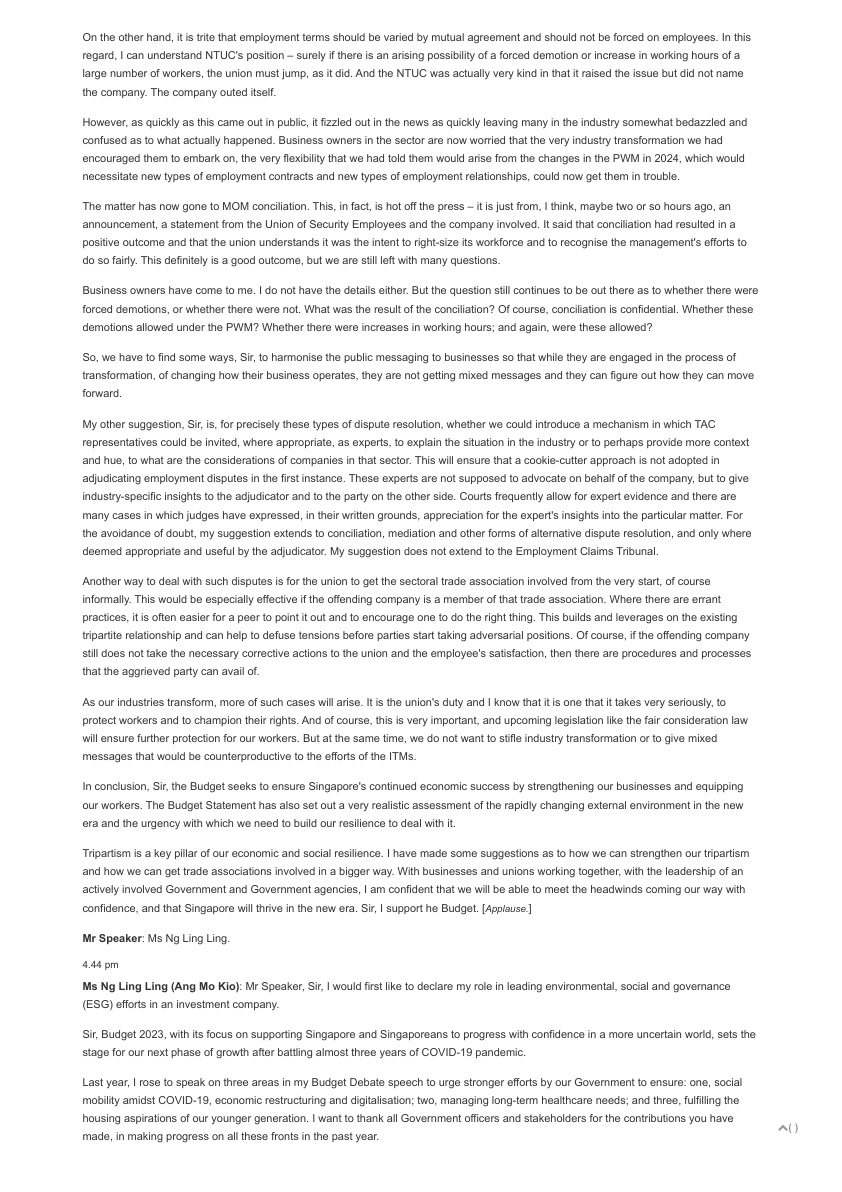 On the other hand, it is trite that employment terms should be varied by mutual agreement and should not be forced on employees. In this
regard, I can understand NTUC's position – surely if there is an arising possibility of a forced demotion or increase in working hours of a
large number of workers, the union must jump, as it did. And the NTUC was actually very kind in that it raised the issue but did not name
the company. The company outed itself.
However, as quickly as this came out in public, it fizzled out in the news as quickly leaving many in the industry somewhat bedazzled and
confused as to what actually happened. Business owners in the sector are now worried that the very industry transformation we had
encouraged them to embark on, the very flexibility that we had told them would arise from the changes in the PWM in 2024, which would
necessitate new types of employment contracts and new types of employment relationships, could now get them in trouble.
The matter has now gone to MOM conciliation. This, in fact, is hot off the press – it is just from, I think, maybe two or so hours ago, an
announcement, a statement from the Union of Security Employees and the company involved. It said that conciliation had resulted in a
positive outcome and that the union understands it was the intent to right-size its workforce and to recognise the management's efforts to
do so fairly. This definitely is a good outcome, but we are still left with many questions.
Business owners have come to me. I do not have the details either. But the question still continues to be out there as to whether there were
forced demotions, or whether there were not. What was the result of the conciliation? Of course, conciliation is confidential. Whether these
demotions allowed under the PWM? Whether there were increases in working hours; and again, were these allowed?
So, we have to find some ways, Sir, to harmonise the public messaging to businesses so that while they are engaged in the process of
transformation, of changing how their business operates, they are not getting mixed messages and they can figure out how they can move
forward.
My other suggestion, Sir, is, for precisely these types of dispute resolution, whether we could introduce a mechanism in which TAC
representatives could be invited, where appropriate, as experts, to explain the situation in the industry or to perhaps provide more context
and hue, to what are the considerations of companies in that sector. This will ensure that a cookie-cutter approach is not adopted in
adjudicating employment disputes in the first instance. These experts are not supposed to advocate on behalf of the company, but to give
industry-specific insights to the adjudicator and to the party on the other side. Courts frequently allow for expert evidence and there are
many cases in which judges have expressed, in their written grounds, appreciation for the expert's insights into the particular matter. For
the avoidance of doubt, my suggestion extends to conciliation, mediation and other forms of alternative dispute resolution, and only where
deemed appropriate and useful by the adjudicator. My suggestion does not extend to the Employment Claims Tribunal.
Another way to deal with such disputes is for the union to get the sectoral trade association involved from the very start, of course
informally. This would be especially effective if the offending company is a member of that trade association. Where there are errant
practices, it is often easier for a peer to point it out and to encourage one to do the right thing. This builds and leverages on the existing
tripartite relationship and can help to defuse tensions before parties start taking adversarial positions. Of course, if the offending company
still does not take the necessary corrective actions to the union and the employee's satisfaction, then there are procedures and processes
that the aggrieved party can avail of.
As our industries transform, more of such cases will arise. It is the union's duty and I know that it is one that it takes very seriously, to
protect workers and to champion their rights. And of course, this is very important, and upcoming legislation like the fair consideration law
will ensure further protection for our workers. But at the same time, we do not want to stifle industry transformation or to give mixed
messages that would be counterproductive to the efforts of the ITMs.
In conclusion, Sir, the Budget seeks to ensure Singapore's continued economic success by strengthening our businesses and equipping
our workers. The Budget Statement has also set out a very realistic assessment of the rapidly changing external environment in the new
era and the urgency with which we need to build our resilience to deal with it.
Tripartism is a key pillar of our economic and social resilience. I have made some suggestions as to how we can strengthen our tripartism
and how we can get trade associations involved in a bigger way. With businesses and unions working together, with the leadership of an
actively involved Government and Government agencies, I am confident that we will be able to meet the headwinds coming our way with
confidence, and that Singapore will thrive in the new era. Sir, I support he Budget. [Applause.]
Mr Speaker: Ms Ng Ling Ling.
4.44 pm
Ms Ng Ling Ling (Ang Mo Kio): Mr Speaker, Sir, I would first like to declare my role in leading environmental, social and governance
(ESG) efforts in an investment company.
Sir, Budget 2023, with its focus on supporting Singapore and Singaporeans to progress with confidence in a more uncertain world, sets the
stage for our next phase of growth after battling almost three years of COVID-19 pandemic.
Last year, I rose to speak on three areas in my Budget Debate speech to urge stronger efforts by our Government to ensure: one, social
mobility amidst COVID-19, economic restructuring and digitalisation; two, managing long-term healthcare needs; and three, fulfilling the
housing aspirations of our younger generation. I want to thank all Government officers and stakeholders for the contributions you have
made, in making progress on all these fronts in the past year.
( )